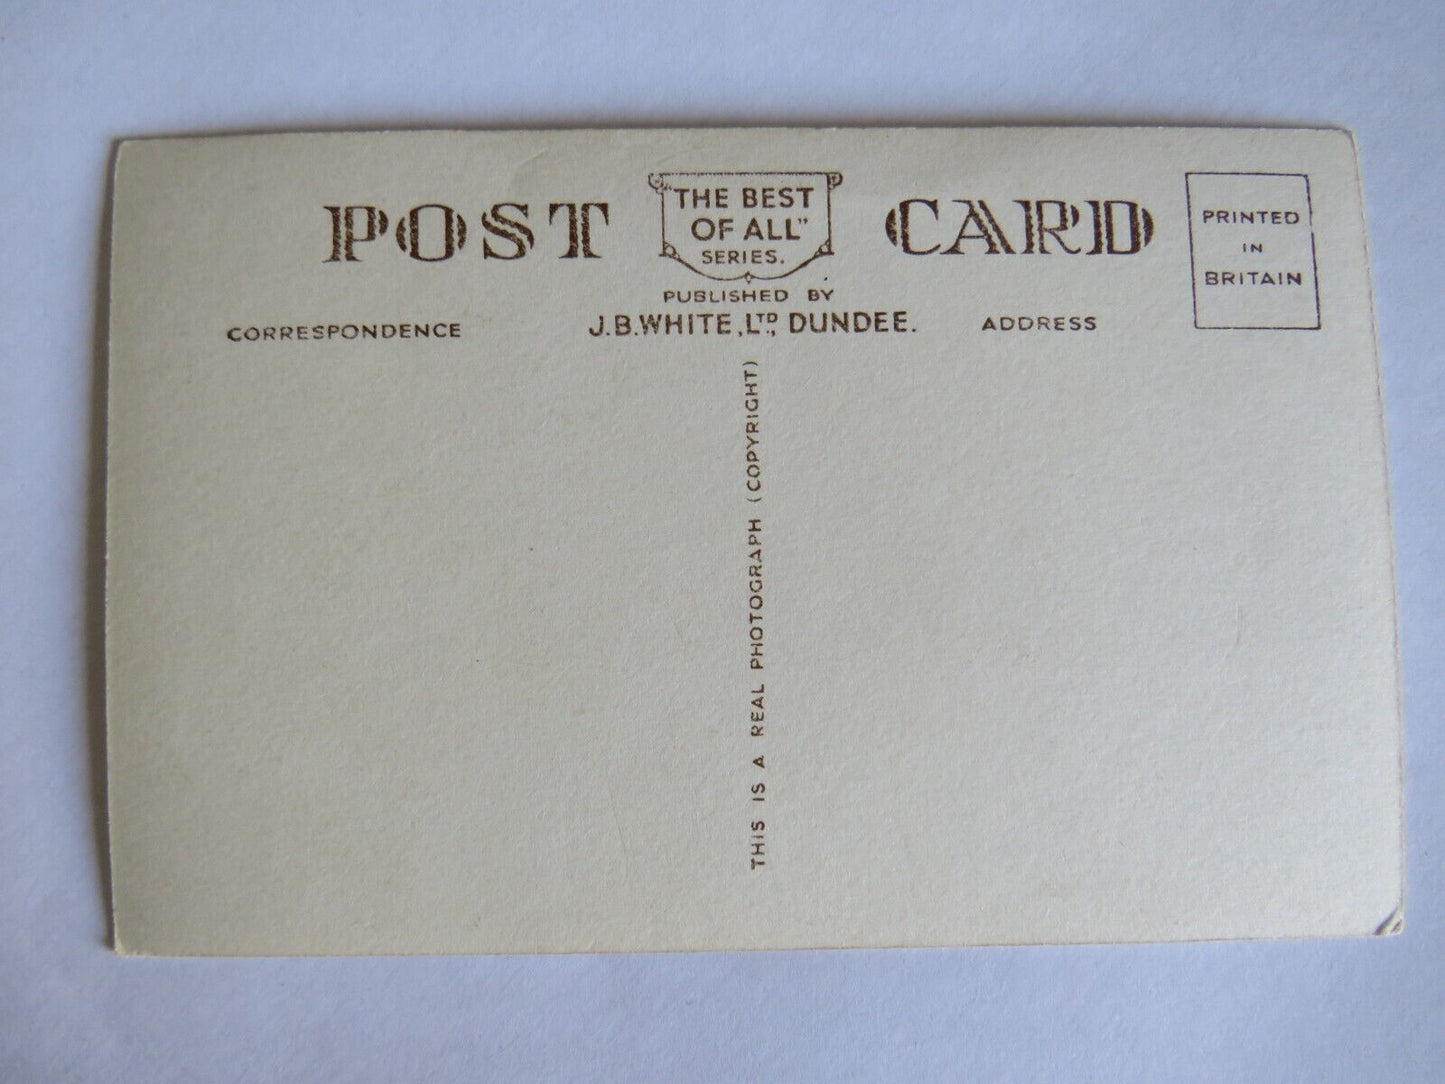 POST CARD
"THE BEST
OF ALL"
SERIES.
PUBLISHED BY
J.B.WHITE, LTD., DUNDEE.
CORRESPONDENCE
ADDRESS
PRINTED
IN
BRITAIN
THIS IS A REAL PHOTOGRAPH (COPYRIGHT)